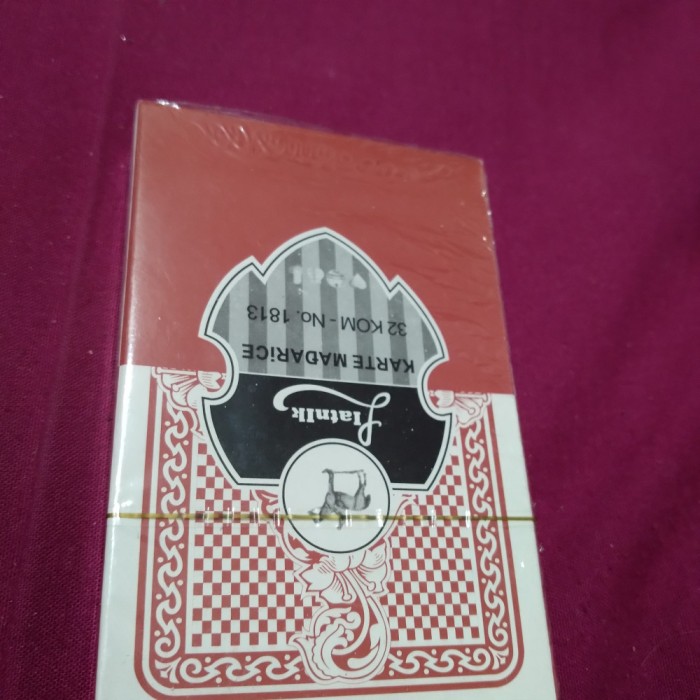 Piatnik
KARTE MAĐARiCE
32 KOM - No. 1813